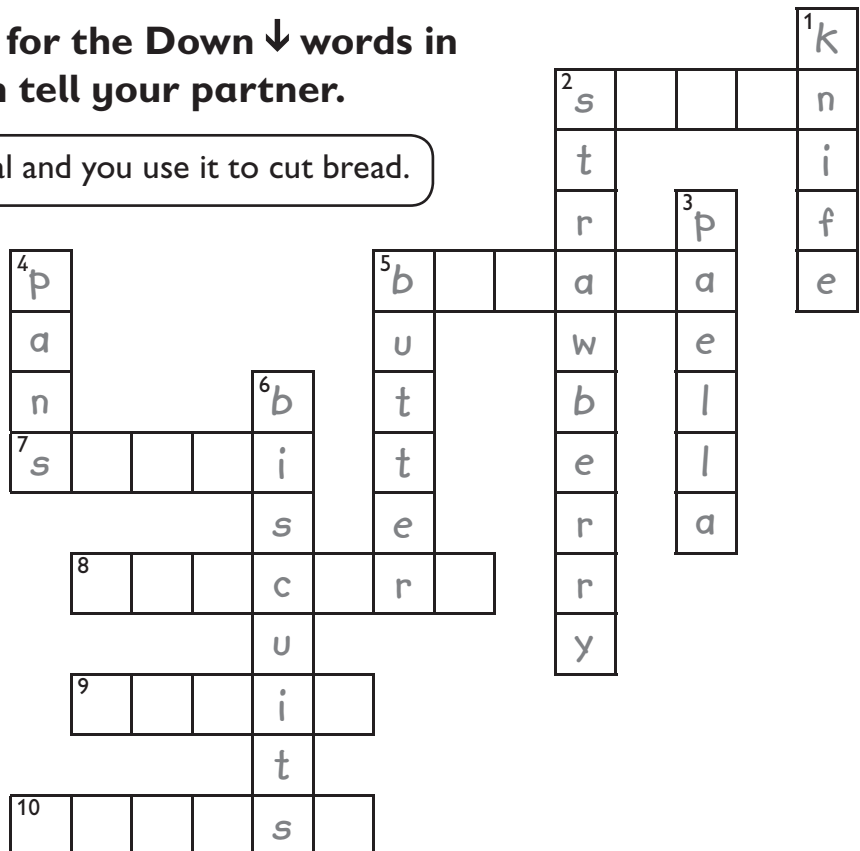 for the Down ↓ words in
n tell your partner.
al and you use it to cut bread.
1 k
2 s n
t i
r 3 p f
4 p 5 b a a e
a u w e
n 6 b t b l
7 s i t e l
s e r a
8 c r r
u y
9 i
t
10 s